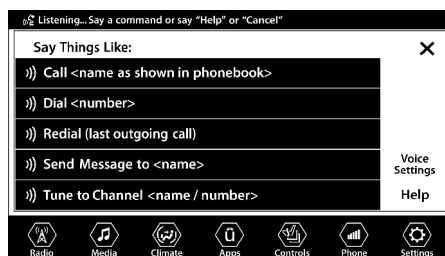 Listening... Say a command or say “Help” or “Cancel”
Say Things Like:
Call <name as shown in phonebook>
Dial <number>
Redial (last outgoing call)
Send Message to <name>
Tune to Channel <name / number>
Voice
Settings
Help
Radio
Media
Climate
Apps
Controls
Phone
Settings